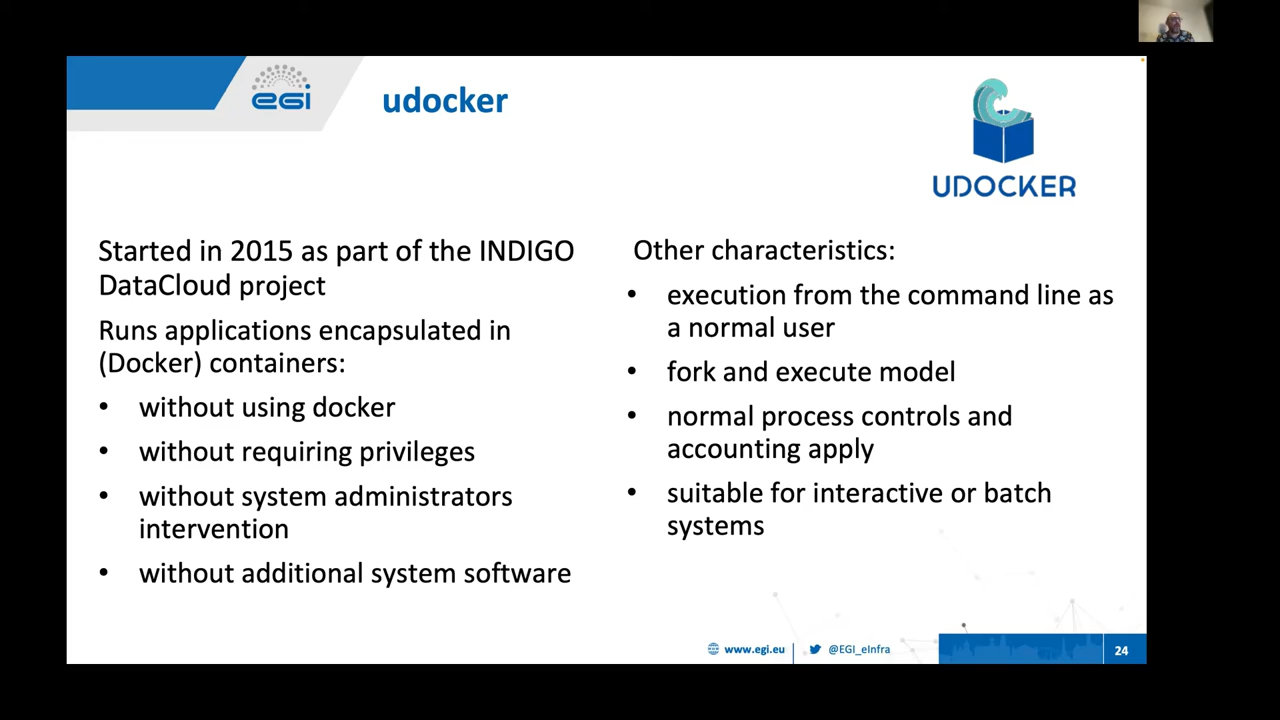 egi
udocker
UDOCKER
Started in 2015 as part of the INDIGO
DataCloud project
Runs applications encapsulated in
(Docker) containers:
• without using docker
• without requiring privileges
• without system administrators
intervention
• without additional system software
Other characteristics:
• execution from the command line as
a normal user
• fork and execute model
• normal process controls and
accounting apply
• suitable for interactive or batch
systems
www.egi.eu
@EGI_eInfra
24